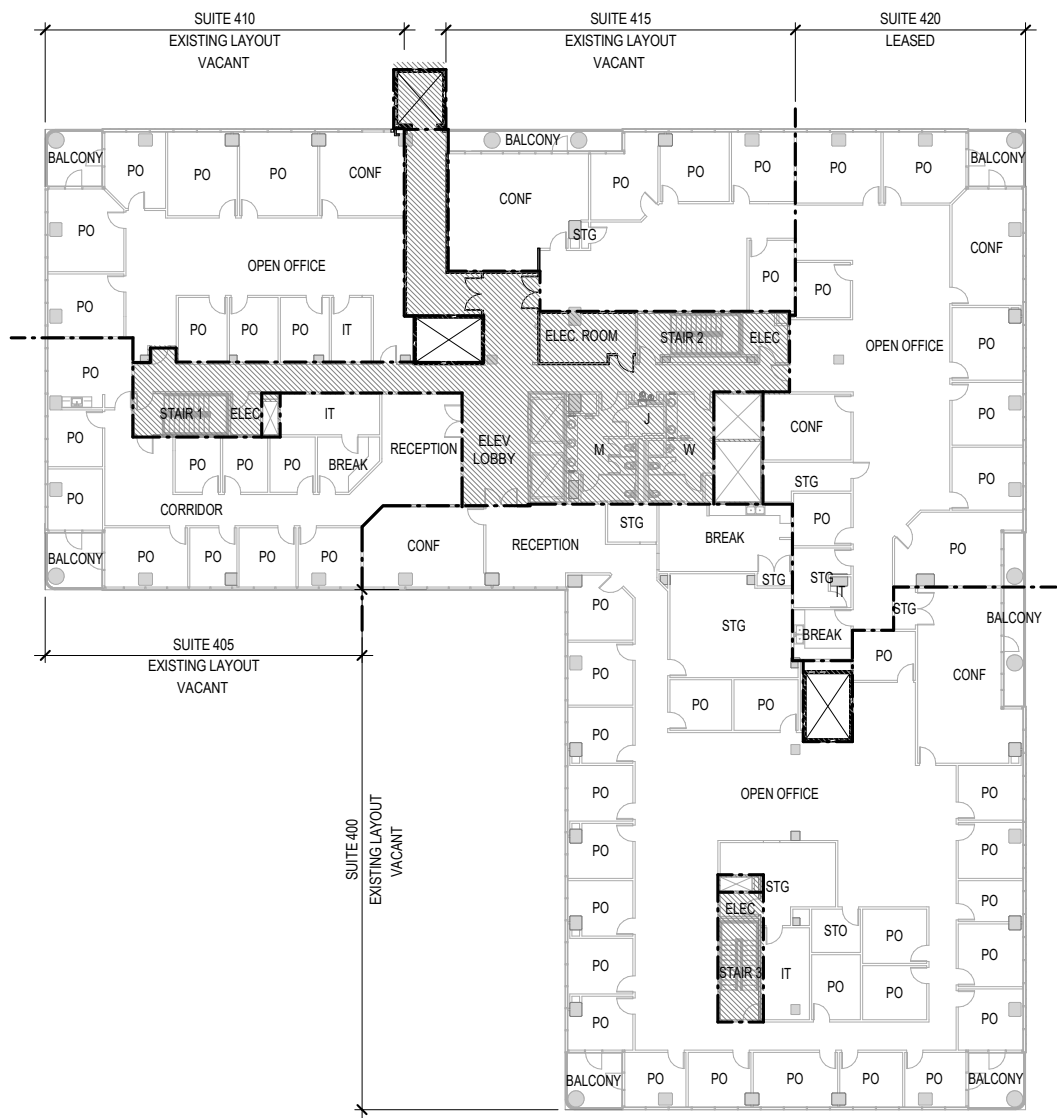 SUITE 410
EXISTING LAYOUT
VACANT
SUITE 415
EXISTING LAYOUT
VACANT
SUITE 420
LEASED
BALCONY
PO
PO
PO
CONF
BALCONY
CONF
PO
PO
PO
PO
PO
BALCONY
PO
STG
CONF
OPEN OFFICE
PO
PO
PO
PO
PO
PO
IT
ELEC. ROOM
STAIR 2
ELEC
OPEN OFFICE
PO
PO
STAIR 1
ELEC
IT
RECEPTION
ELEV
LOBBY
J
M
W
CONF
PO
PO
PO
PO
PO
BREAK
PO
STG
PO
CORRIDOR
STG
BREAK
PO
BALCONY
PO
PO
PO
PO
CONF
RECEPTION
PO
STG
STG
IT
STG
PO
STG
BALCONY
BREAK
PO
CONF
SUITE 405
EXISTING LAYOUT
VACANT
PO
PO
PO
PO
PO
OPEN OFFICE
PO
PO
SUITE 400
EXISTING LAYOUT
VACANT
PO
PO
STG
PO
ELEC
STO
PO
PO
PO
STAIR 3
IT
PO
PO
PO
PO
PO
PO
BALCONY
PO
PO
PO
PO
PO
BALCONY